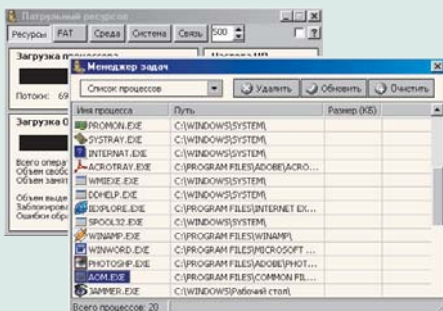 Патрульный ресурсов
Ресурсы FAT Среда Система Связь 500
Загрузка процессора
Потоки: 69
Загрузка О
Всего операт
Объем свобо
Объем занят
Объем выде
Заблокирова
Ошибки обра
Менеджер задач
Список процессов Удалить Обновить Очистить
Имя процесса Путь Размер (КБ)
PROMON.EXE C:\WINDOWS\SYSTEM\
SYSTRAY.EXE C:\WINDOWS\SYSTEM\
INTERNAT.EXE C:\WINDOWS\SYSTEM\
ACROTRAY.EXE C:\PROGRAM FILES\ADOBE\ACRO...
WMIEXE.EXE C:\WINDOWS\SYSTEM\
DDHELP.EXE C:\WINDOWS\SYSTEM\
IEXPLORE.EXE C:\PROGRAM FILES\INTERNET EX...
SPOOL32.EXE C:\WINDOWS\SYSTEM\
WINAMP.EXE C:\PROGRAM FILES\WINAMP\
WINWORD.EXE C:\PROGRAM FILES\MICROSOFT ...
PHOTOSHP.EXE C:\PROGRAM FILES\ADOBE\PHOT...
AOM.EXE C:\PROGRAM FILES\COMMON FIL...
JAMMER.EXE C:\WINDOWS\Рабочий стол\
Всего процессов: 20